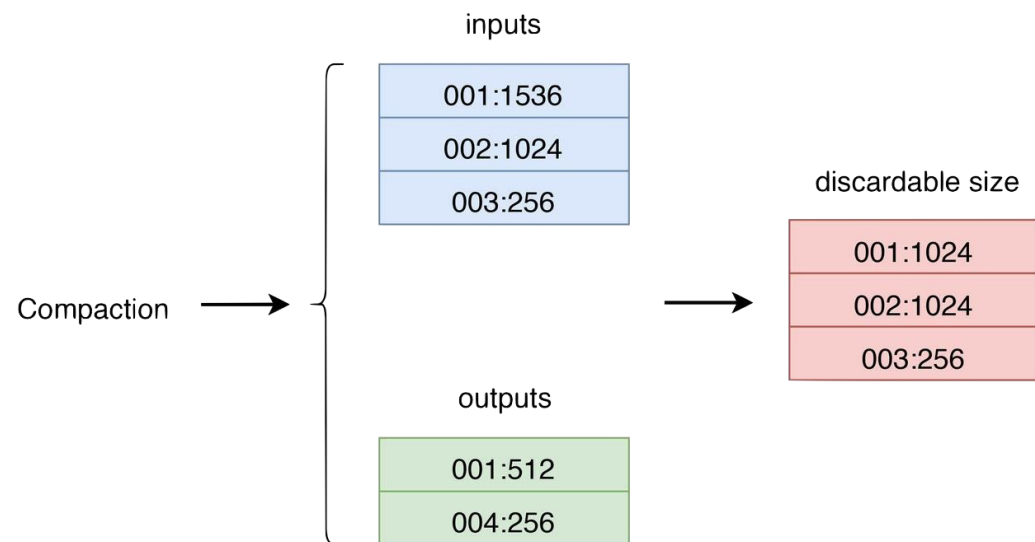 inputs
001:1536
002:1024
003:256
discardable size
001:1024
002:1024
003:256
Compaction
outputs
001:512
004:256